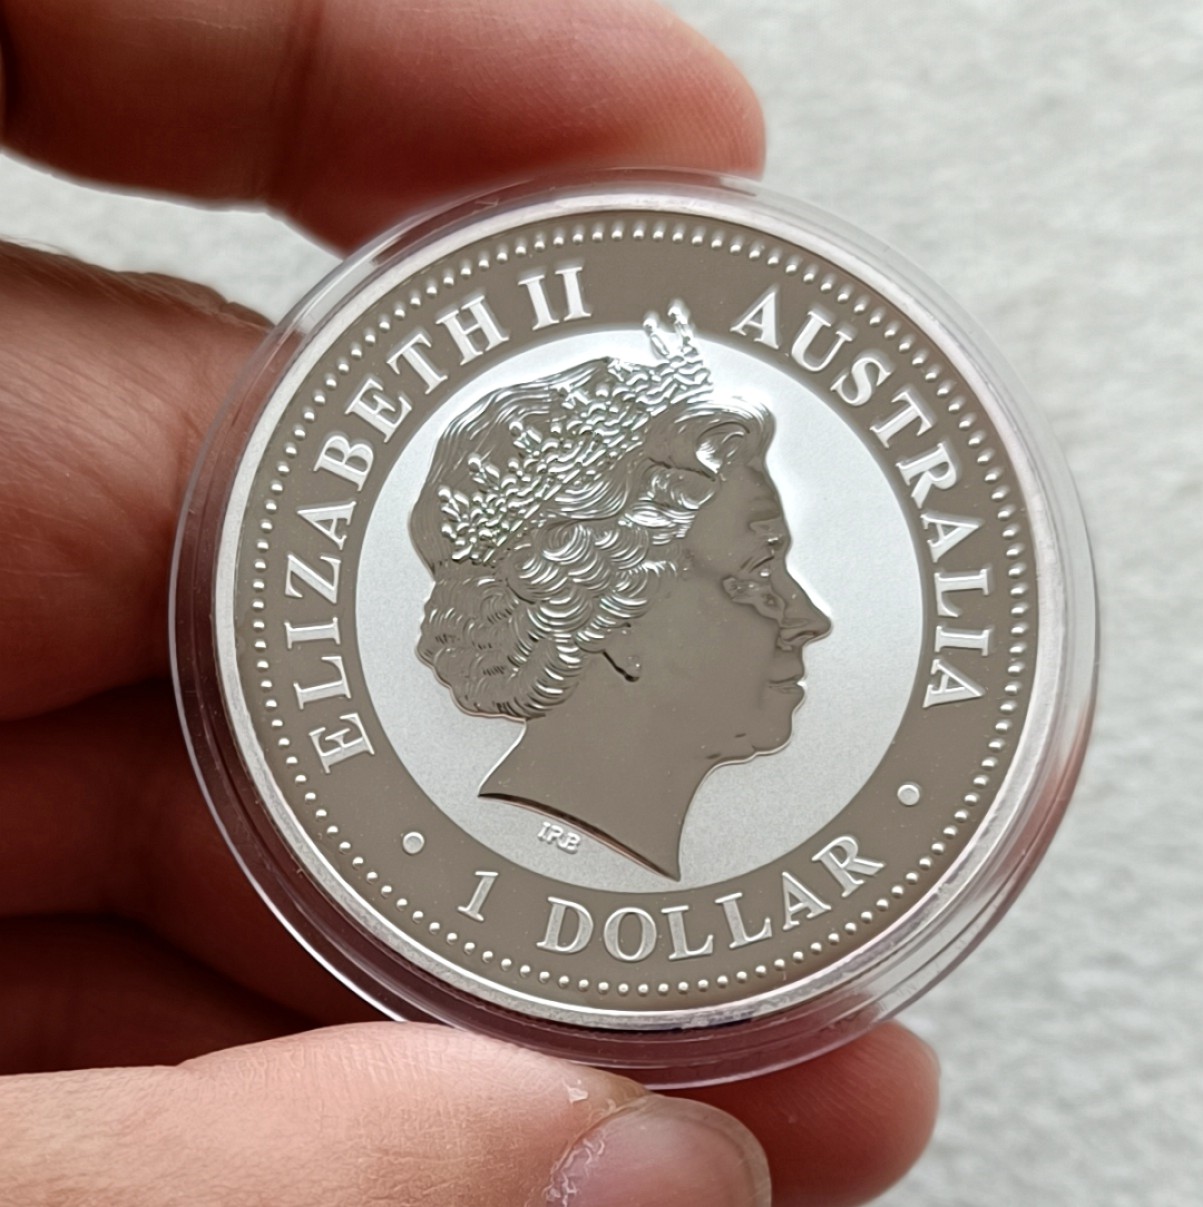 ELIZABETH II AUSTRALIA
• 1 DOLLAR •
IRB